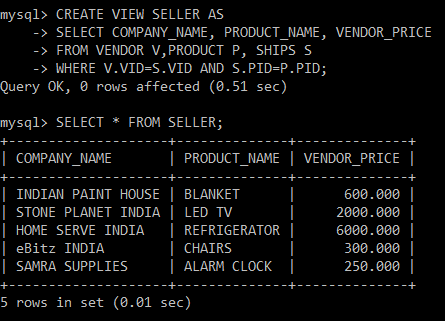 mysql> CREATE VIEW SELLER AS
    -> SELECT COMPANY_NAME, PRODUCT_NAME, VENDOR_PRICE
    -> FROM VENDOR V,PRODUCT P, SHIPS S
    -> WHERE V.VID=S.VID AND S.PID=P.PID;
Query OK, 0 rows affected (0.51 sec)

mysql> SELECT * FROM SELLER;
+--------------------+--------------+--------------+
| COMPANY_NAME       | PRODUCT_NAME | VENDOR_PRICE |
+--------------------+--------------+--------------+
| INDIAN PAINT HOUSE | BLANKET      |      600.000 |
| STONE PLANET INDIA | LED TV       |     2000.000 |
| HOME SERVE INDIA   | REFRIGERATOR |     6000.000 |
| eBitz INDIA        | CHAIRS       |      300.000 |
| SAMRA SUPPLIES     | ALARM CLOCK  |      250.000 |
+--------------------+--------------+--------------+
5 rows in set (0.01 sec)